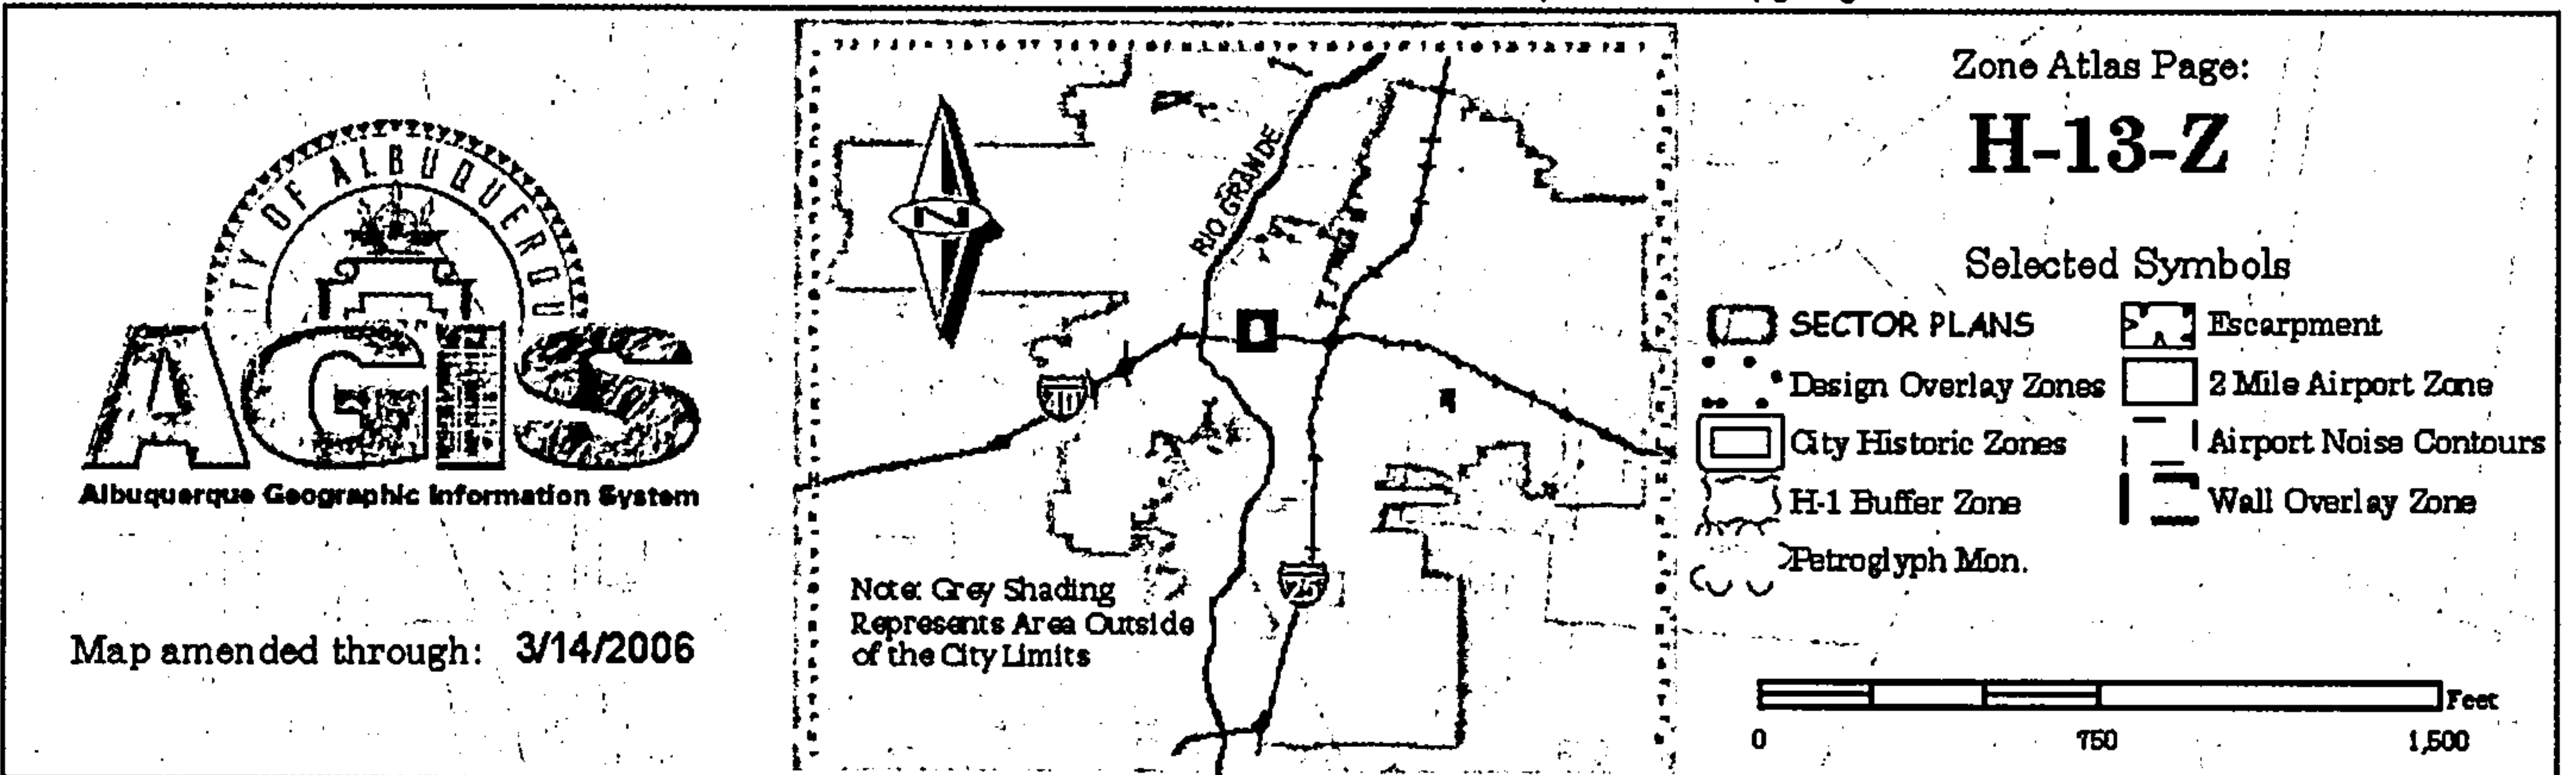 CITY OF ALBUQUERQUE
AGIS
Albuquerque Geographic Information System
Map amended through: 3/14/2006
N
RIO GRANDE
Note: Grey Shading
Represents Area Outside
of the City Limits
Zone Atlas Page:
H-13-Z
Selected Symbols
SECTOR PLANS
Design Overlay Zones
City Historic Zones
H-1 Buffer Zone
Petroglyph Mon.
Escarpment
2 Mile Airport Zone
Airport Noise Contours
Wall Overlay Zone
Feet
0 750 1,500